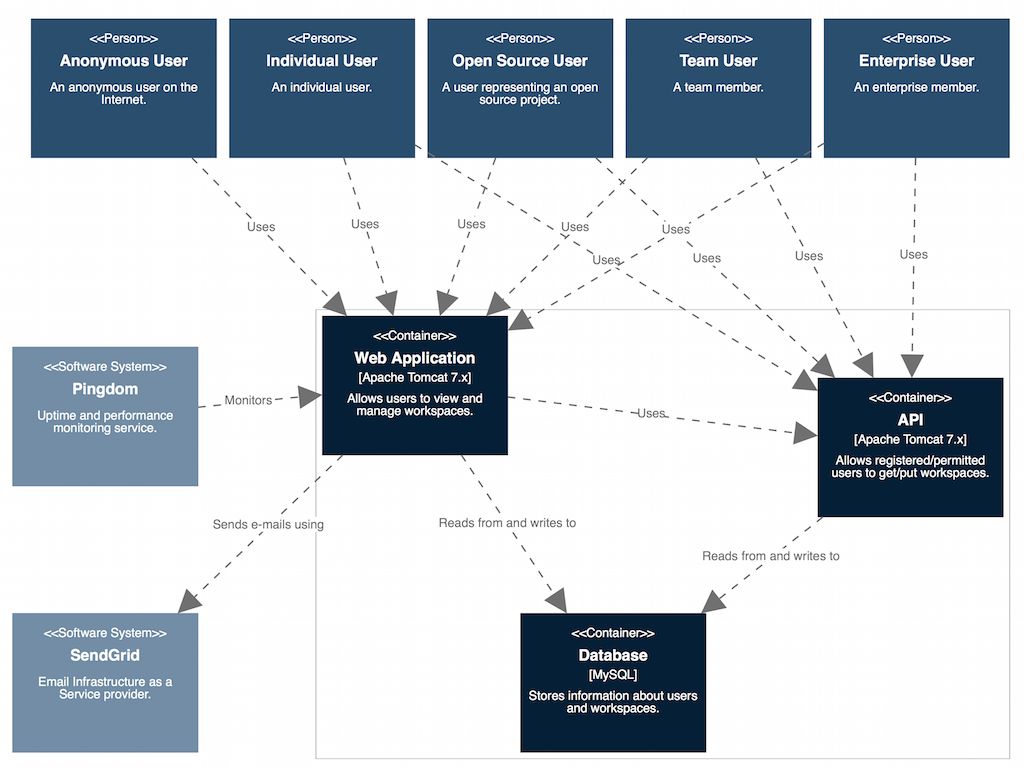 <<Person>>
Anonymous User
An anonymous user on the
Internet.
<<Person>>
Individual User
An individual user.
<<Person>>
Open Source User
A user representing an open
source project.
<<Person>>
Team User
A team member.
<<Person>>
Enterprise User
An enterprise member.
Uses
Uses
Uses
Uses
Uses
Uses
Uses
Uses
Uses
<<Container>>
Web Application
[Apache Tomcat 7.x]
Allows users to view and
manage workspaces.
<<Software System>>
Pingdom
Uptime and performance
monitoring service.
Monitors
Uses
<<Container>>
API
[Apache Tomcat 7.x]
Allows registered/permitted
users to get/put workspaces.
Sends e-mails using
Reads from and writes to
Reads from and writes to
<<Software System>>
SendGrid
Email Infrastructure as a
Service provider.
<<Container>>
Database
[MySQL]
Stores information about users
and workspaces.